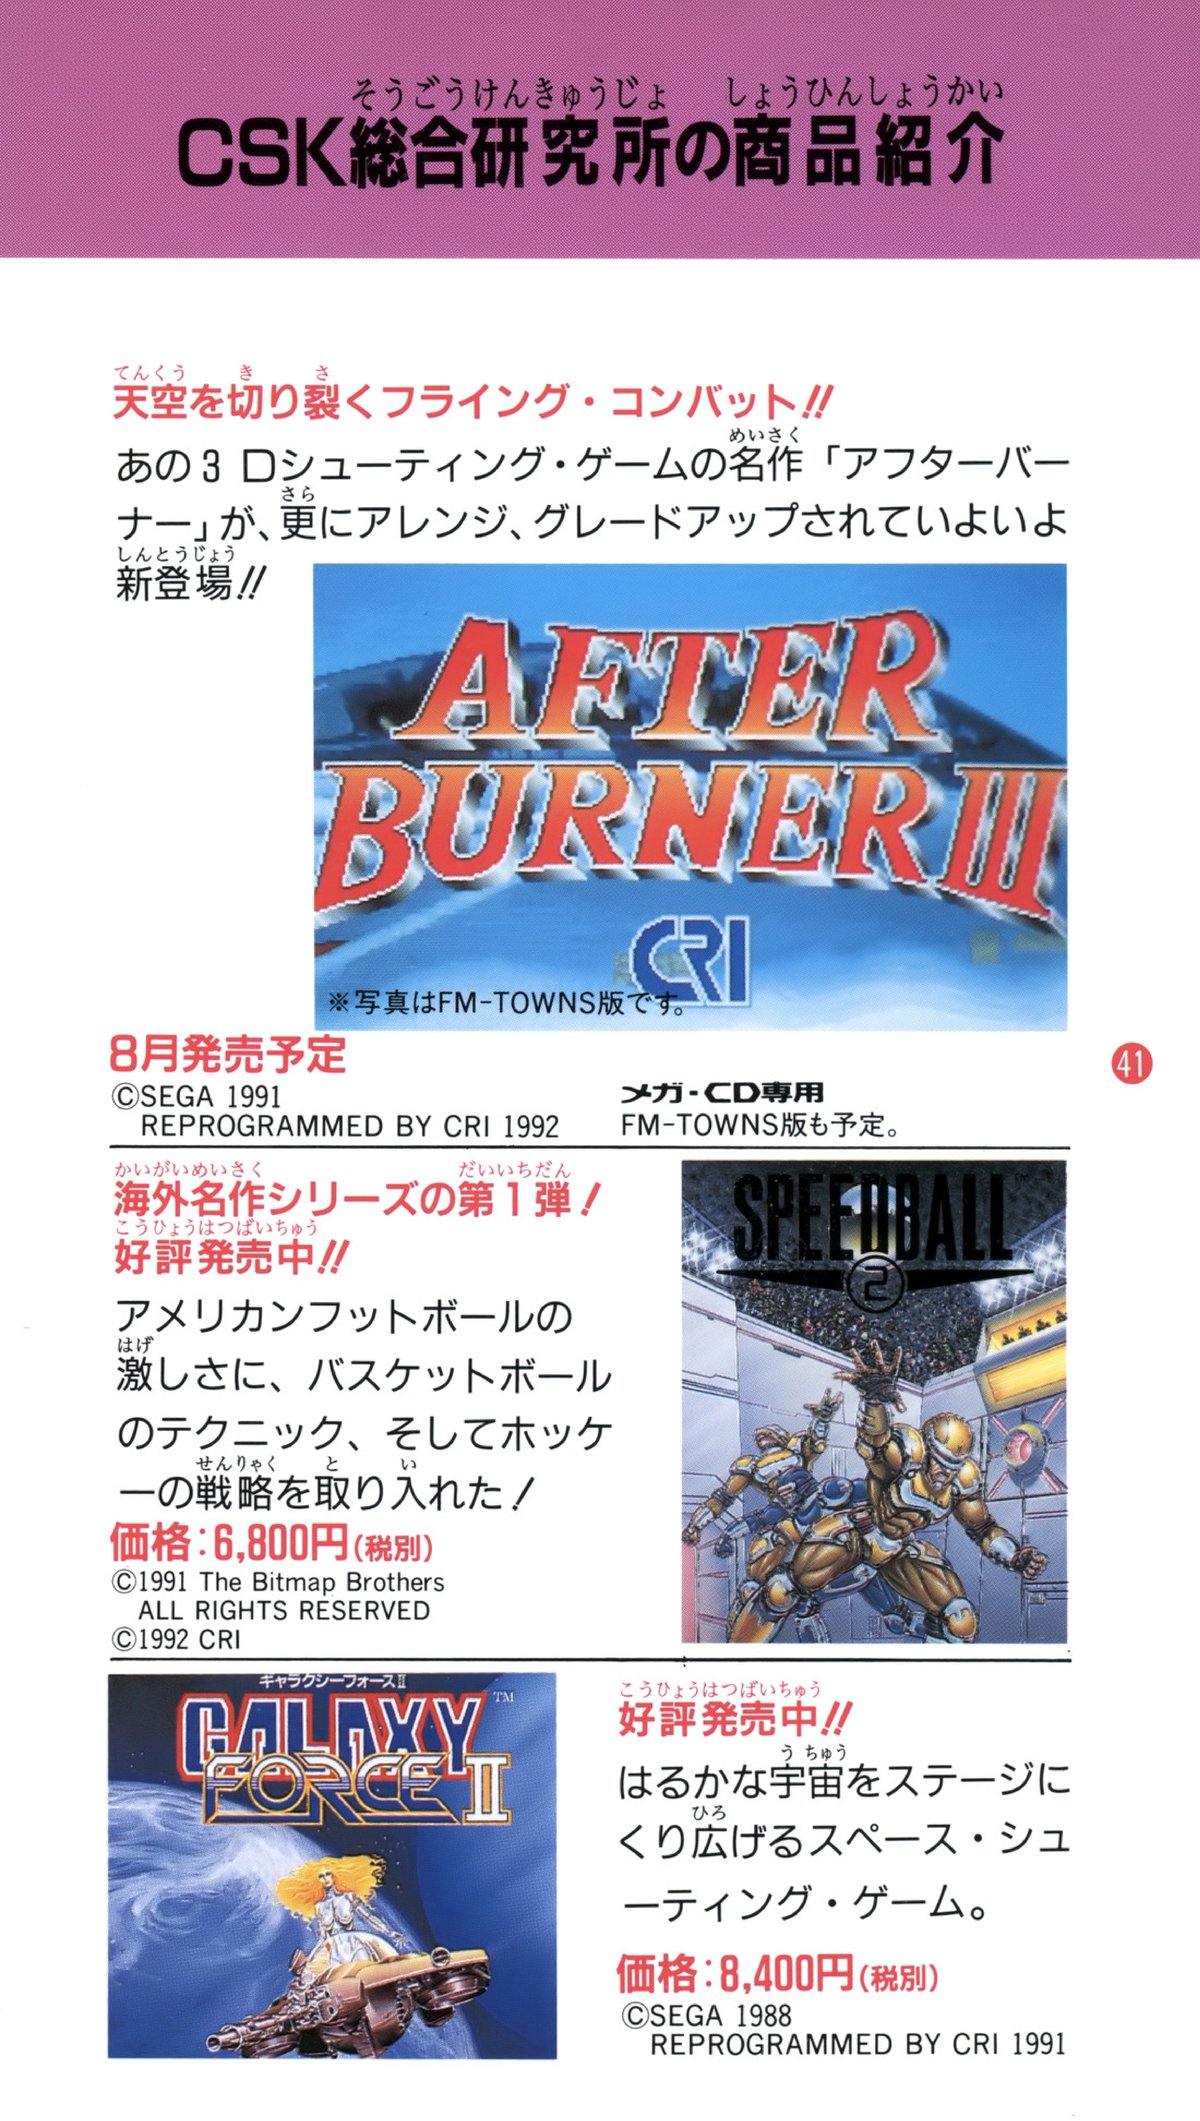 そうごうけんきゅうじょ しょうひんしょうかい
CSK総合研究所の商品紹介
てんくう き さ
天空を切り裂くフライング・コンバット!!
めいさく
あの3Dシューティング・ゲームの名作「アフターバー
さら
ナー」が、更にアレンジ、グレードアップされていよいよ
しんとうじょう
新登場!!
AFTER
BURNER III
CRI
※写真はFM-TOWNS版です。
8月発売予定
©SEGA 1991
REPROGRAMMED BY CRI 1992
メガ-CD専用
FM-TOWNS版も予定。
41
かいがいめいさく だいいちだん
海外名作シリーズの第1弾!
こうひょうはつばいちゅう
好評発売中!!
アメリカンフットボールの
はげ
激しさに、バスケットボール
のテクニック、そしてホッケ
せんりゃく と い
ーの戦略を取り入れた!
価格:6,800円(税別)
©1991 The Bitmap Brothers
ALL RIGHTS RESERVED
©1992 CRI
SPEEDBALL™
2
ギャラクシーフォースⅡ
GALAXY™
FORCE II
こうひょうはつばいちゅう
好評発売中!!
うちゅう
はるかな宇宙をステージに
ひろ
くり広げるスペース・シュ
ーティング・ゲーム。
価格:8,400円(税別)
©SEGA 1988
REPROGRAMMED BY CRI 1991